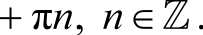 + πn, n ∈ ℤ.